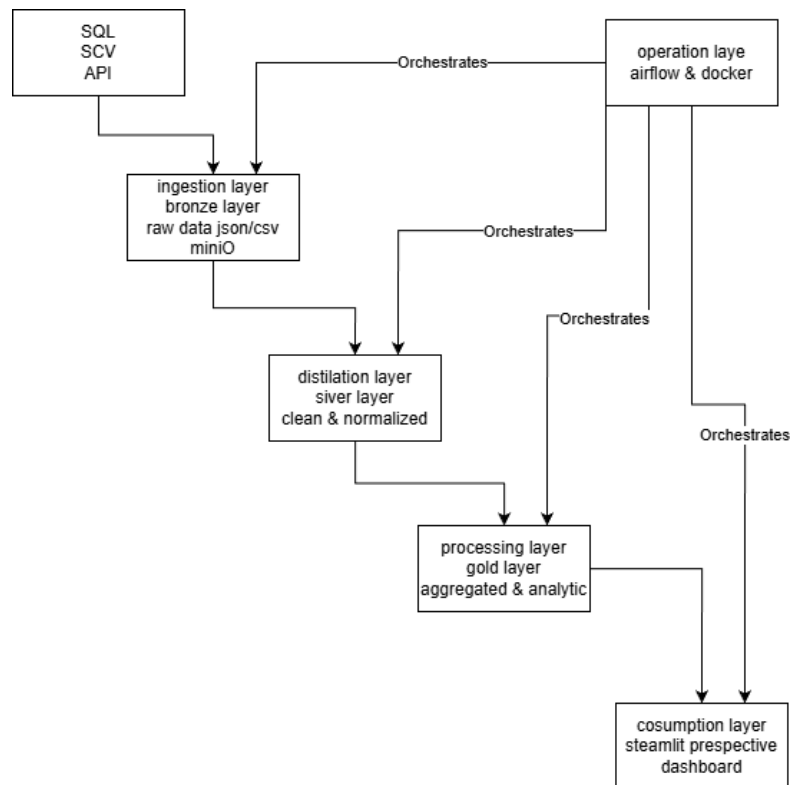 SQL
SCV
API
operation laye
airflow & docker
Orchestrates
ingestion layer
bronze layer
raw data json/csv
miniO
Orchestrates
Orchestrates
distilation layer
siver layer
clean & normalized
Orchestrates
processing layer
gold layer
aggregated & analytic
cosumption layer
steamlit prespective
dashboard